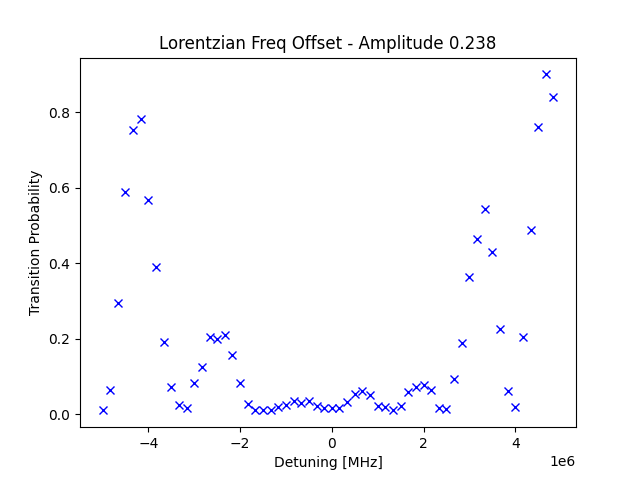 Lorentzian Freq Offset - Amplitude 0.238
Transition Probability
0.8
0.6
0.4
0.2
0.0
−4
−2
0
2
4
1e6
Detuning [MHz]